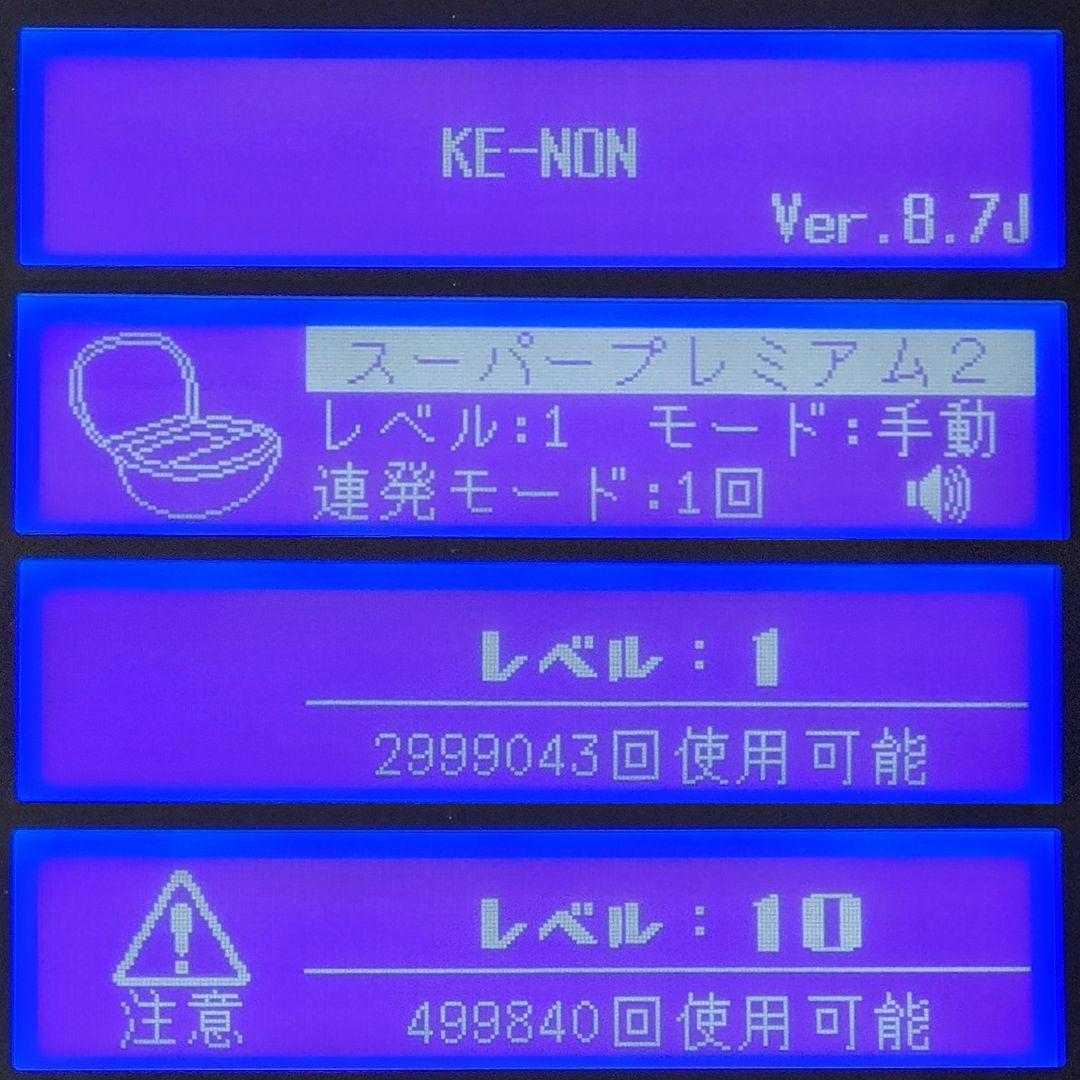 KE-NON
Ver.8.7J
スーパープレミアム2
レベル:1 モード:手動
連発モード:1回
レベル:1
2999043回使用可能
レベル:10
注意
499840回使用可能